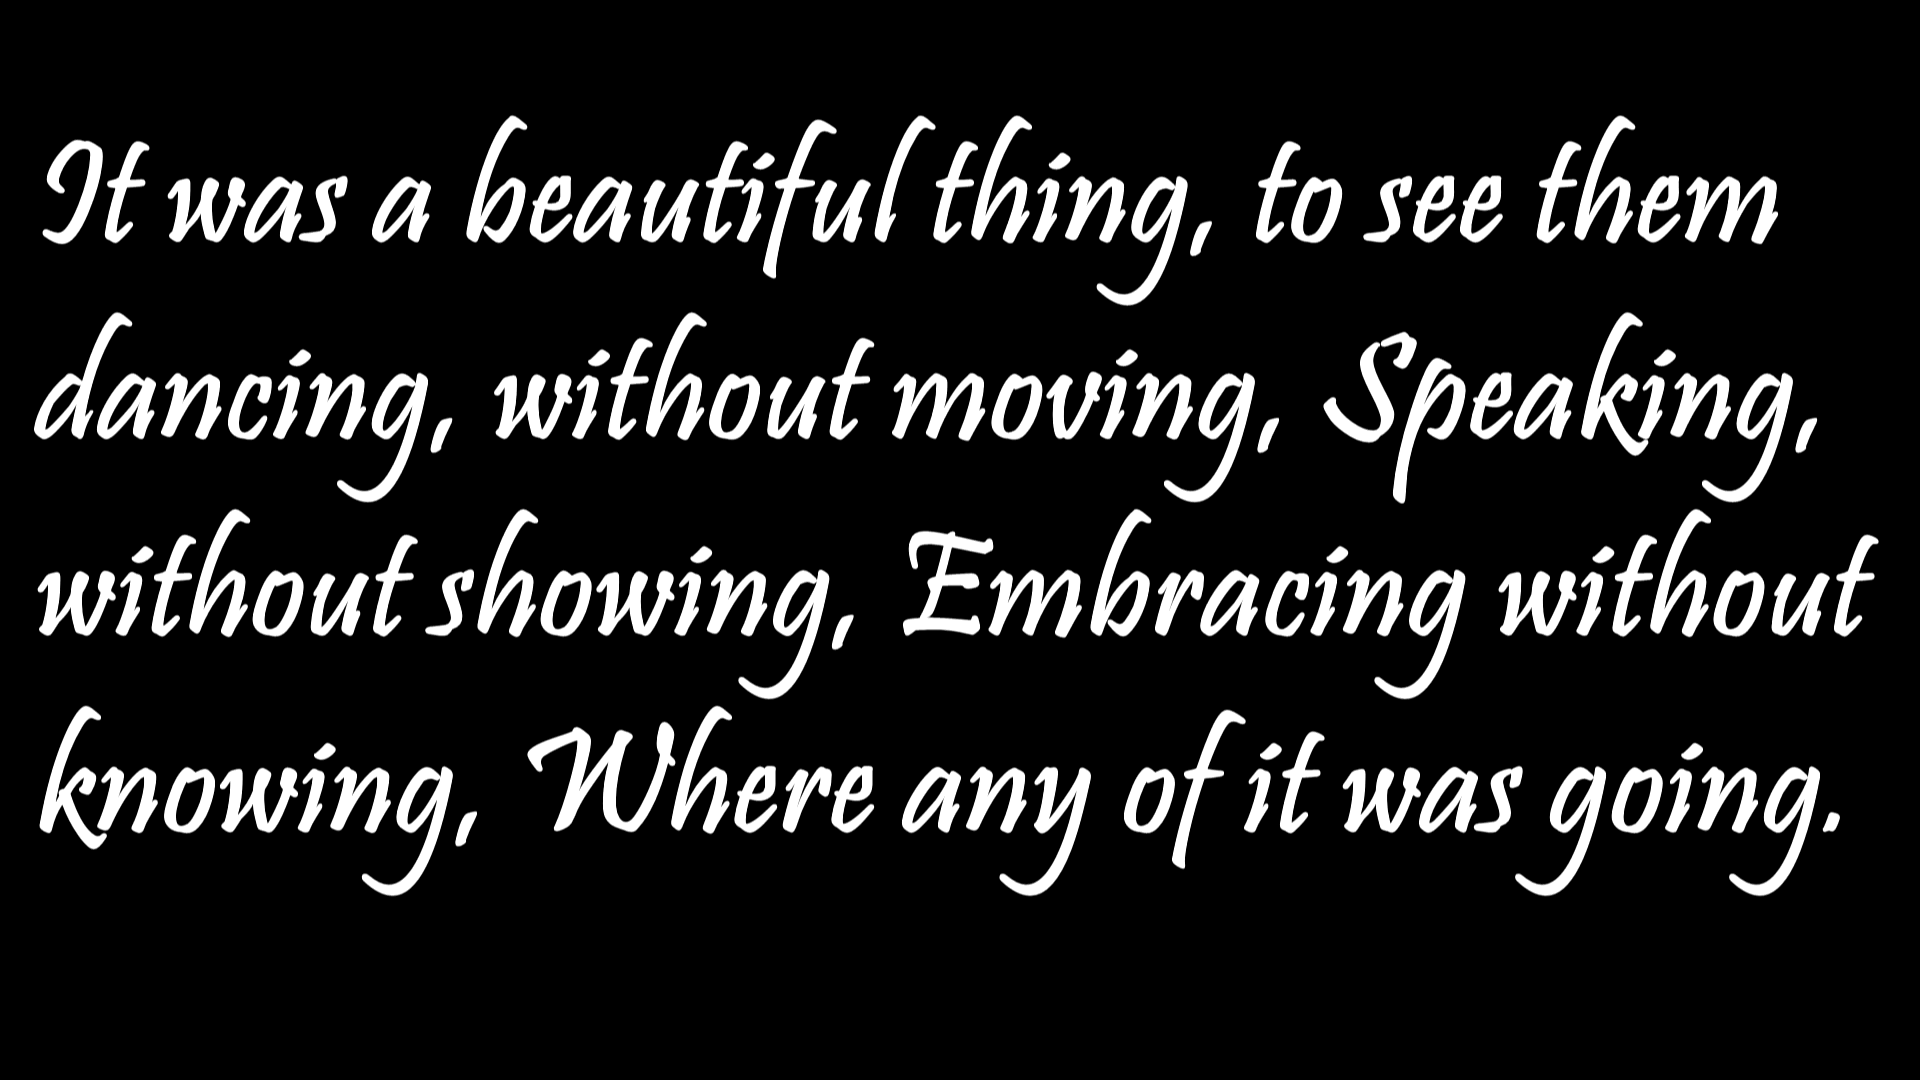 It was a beautiful thing, to see them
dancing, without moving, Speaking,
without showing, Embracing without
knowing, Where any of it was going.